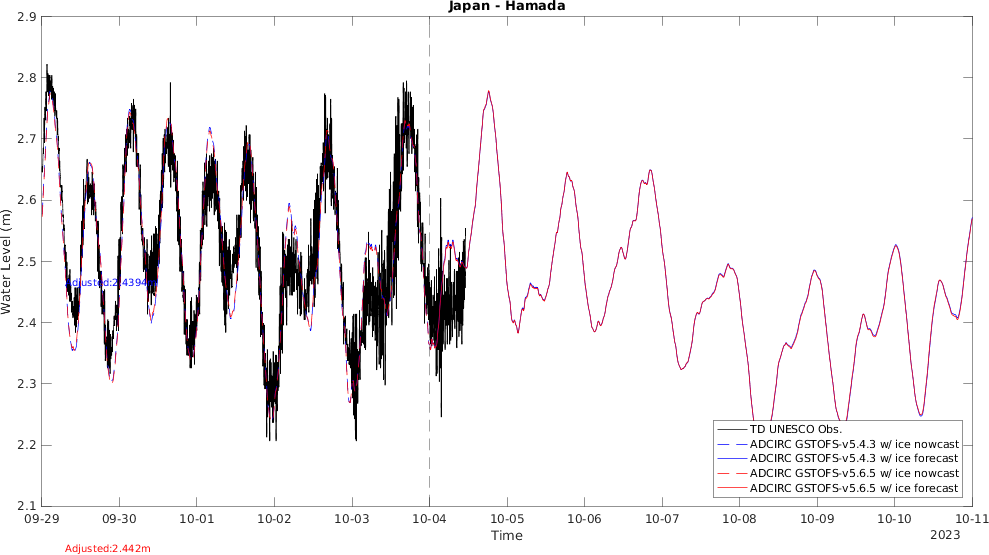 Japan - Hamada
2.9
2.8
2.7
2.6
2.5
2.4
2.3
2.2
2.1
Water Level (m)
Adjusted:2.4394m
TD UNESCO Obs.
ADCIRC GSTOFS-v5.4.3 w/ ice nowcast
ADCIRC GSTOFS-v5.4.3 w/ ice forecast
ADCIRC GSTOFS-v5.6.5 w/ ice nowcast
ADCIRC GSTOFS-v5.6.5 w/ ice forecast
09-29 09-30 10-01 10-02 10-03 10-04 10-05 10-06 10-07 10-08 10-09 10-10 10-11
Time
2023
Adjusted:2.442m